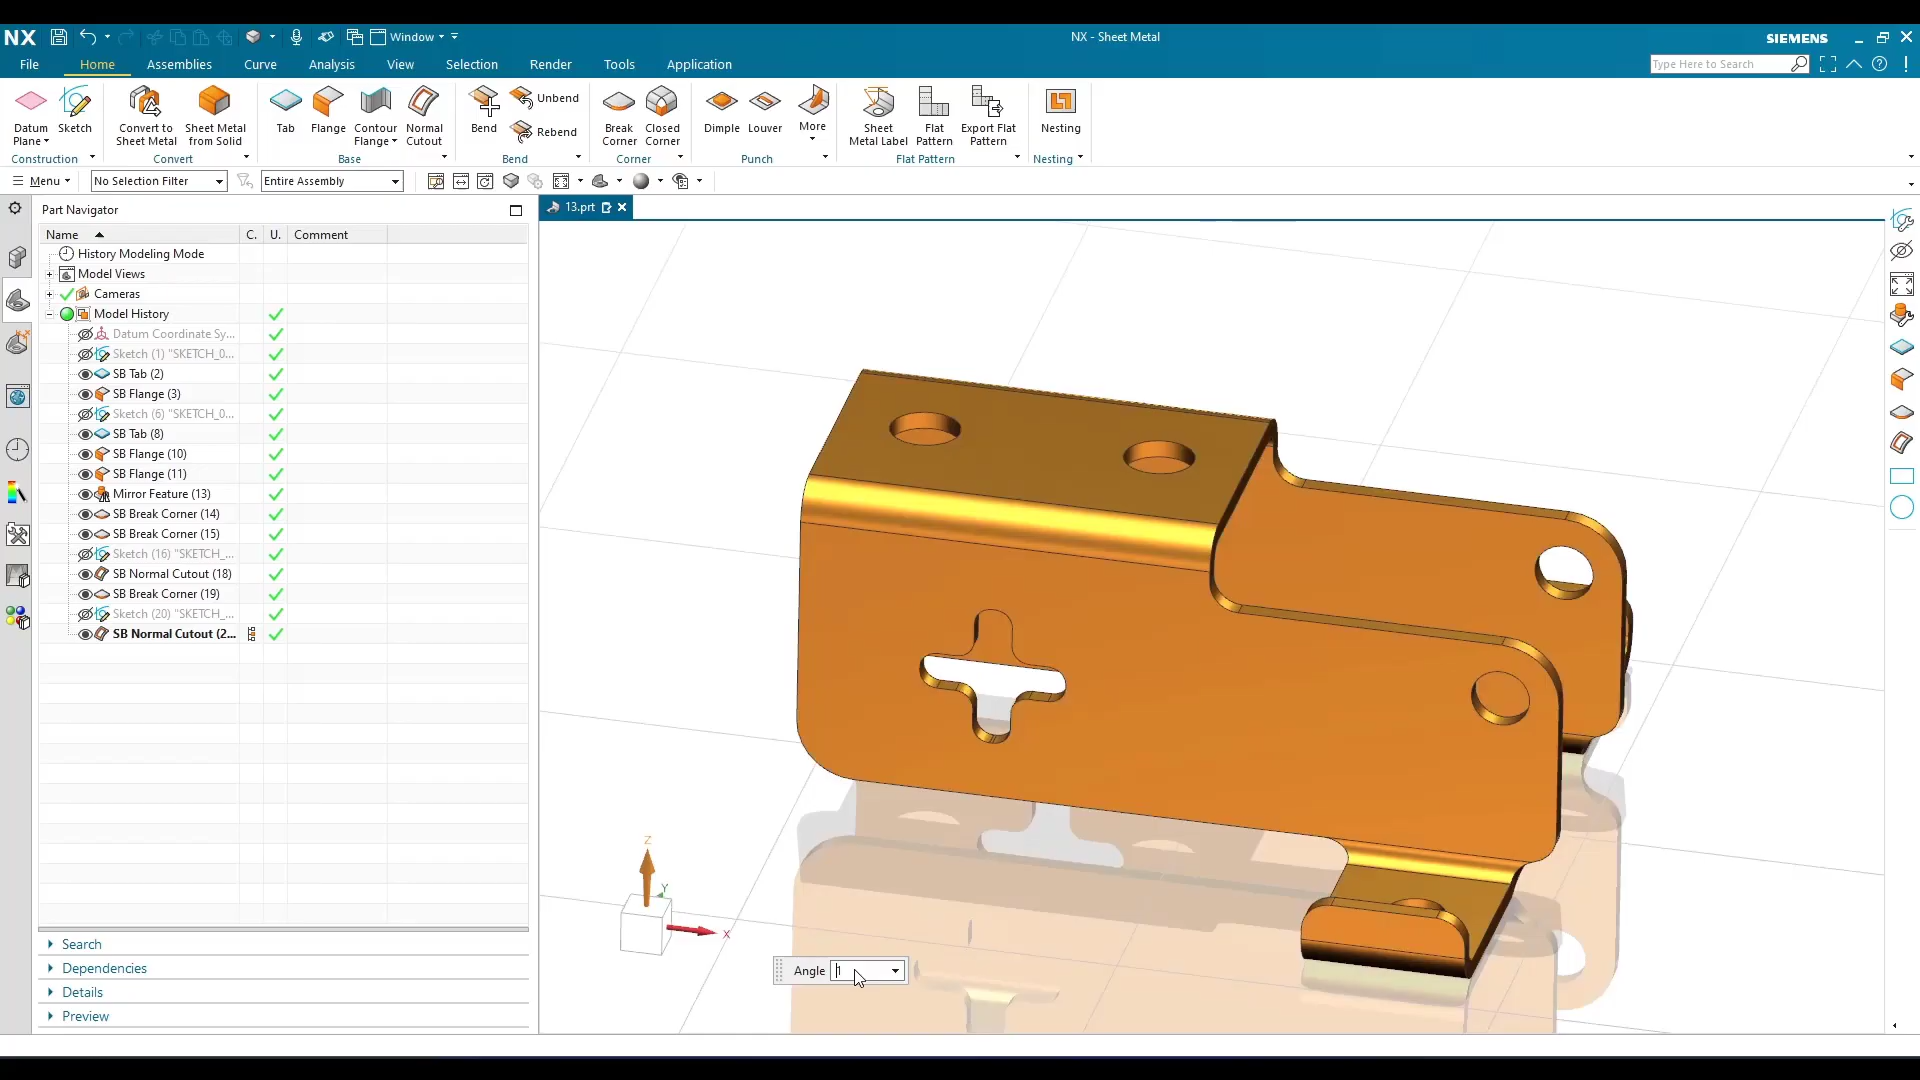 NX
Window
NX - Sheet Metal
SIEMENS
File
Home
Assemblies
Curve
Analysis
View
Selection
Render
Tools
Application
Type Here to Search
Datum
Plane
Sketch
Convert to
Sheet Metal
Sheet Metal
from Solid
Tab
Flange
Contour
Flange
Normal
Cutout
Bend
Unbend
Rebend
Break
Corner
Closed
Corner
Dimple
Louver
More
Sheet
Metal Label
Flat
Pattern
Export Flat
Pattern
Nesting
Construction
Convert
Base
Bend
Corner
Punch
Flat Pattern
Nesting
Menu
No Selection Filter
Entire Assembly
Part Navigator
13.prt
Name
C.
U.
Comment
History Modeling Mode
Model Views
Cameras
Model History
Datum Coordinate Sy...
Sketch (1) "SKETCH_0...
SB Tab (2)
SB Flange (3)
Sketch (6) "SKETCH_0...
SB Tab (8)
SB Flange (10)
SB Flange (11)
Mirror Feature (13)
SB Break Corner (14)
SB Break Corner (15)
Sketch (16) "SKETCH_...
SB Normal Cutout (18)
SB Break Corner (19)
Sketch (20) "SKETCH_...
SB Normal Cutout (2...
Z
Y
X
Search
Dependencies
Details
Preview
Angle 1